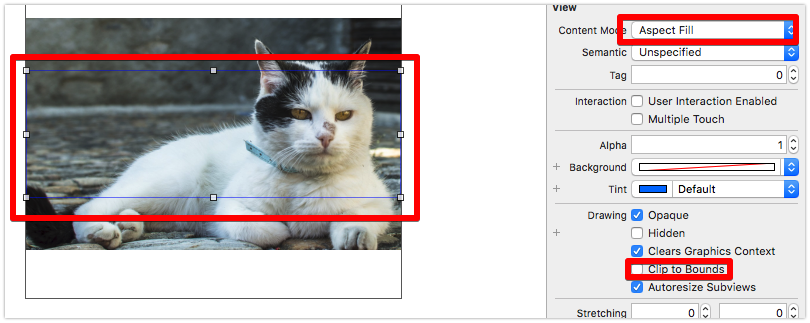 View
Content Mode Aspect Fill
Semantic Unspecified
Tag 0
Interaction User Interaction Enabled
Multiple Touch
Alpha 1
+ Background
+ Tint Default
Drawing Opaque
+ Hidden
Clears Graphics Context
Clip to Bounds
Autoresize Subviews
Stretching 0 0